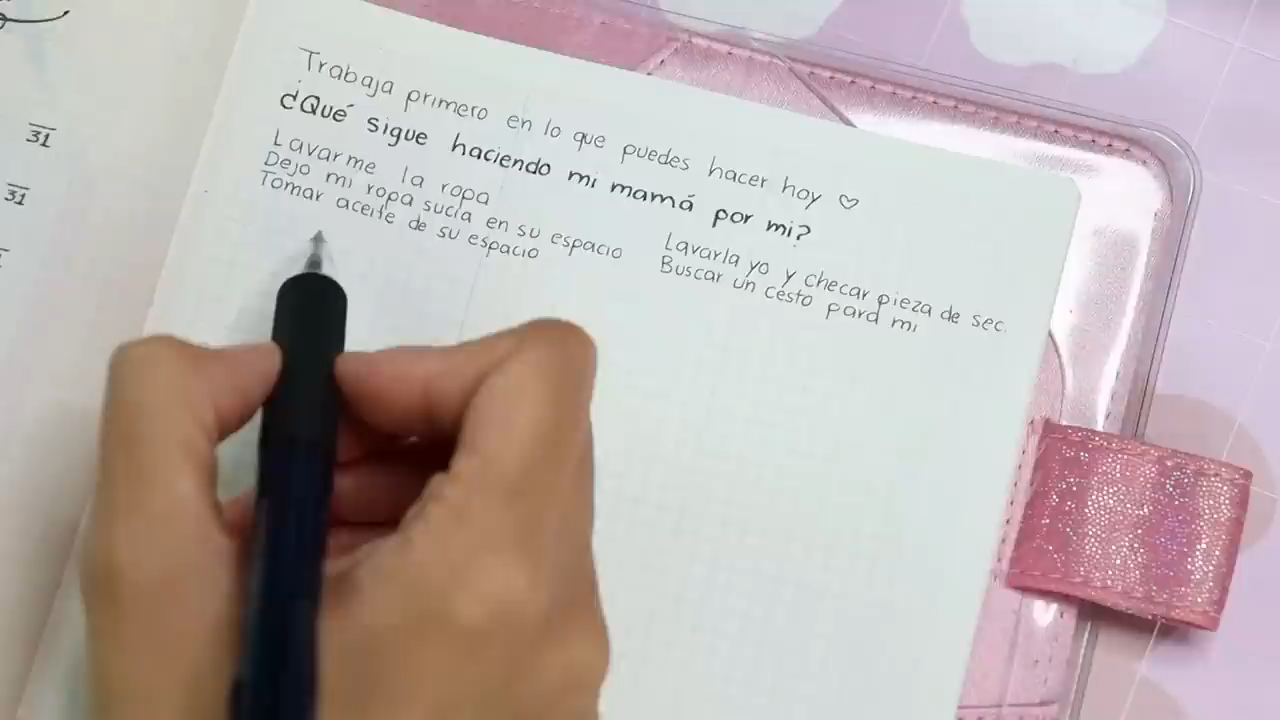 31
31
Trabaja primero en lo que puedes hacer hoy ♡
¿Qué sigue haciendo mi mamá por mi?
Lavarme la ropa
Dejo mi ropa sucia en su espacio
Tomar aceite de su espacio
Lavarla yo y checar pieza de sec.
Buscar un cesto para mi